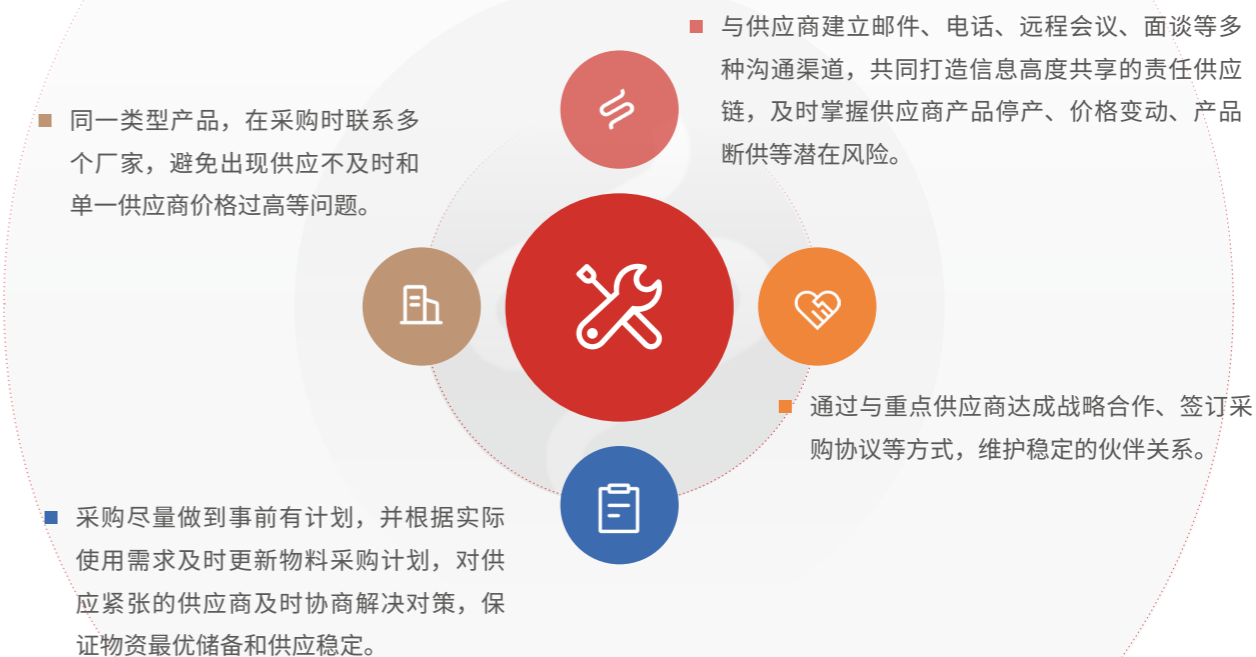 与供应商建立邮件、电话、远程会议、面谈等多
种沟通渠道，共同打造信息高度共享的责任供应
链，及时掌握供应商产品停产、价格变动、产品
断供等潜在风险。
同一类型产品，在采购时联系多
个厂家，避免出现供应不及时和
单一供应商价格过高等问题。
通过与重点供应商达成战略合作、签订采
购协议等方式，维护稳定的伙伴关系。
采购尽量做到事前有计划，并根据实际
使用需求及时更新物料采购计划，对供
应紧张的供应商及时协商解决对策，保
证物资最优储备和供应稳定。